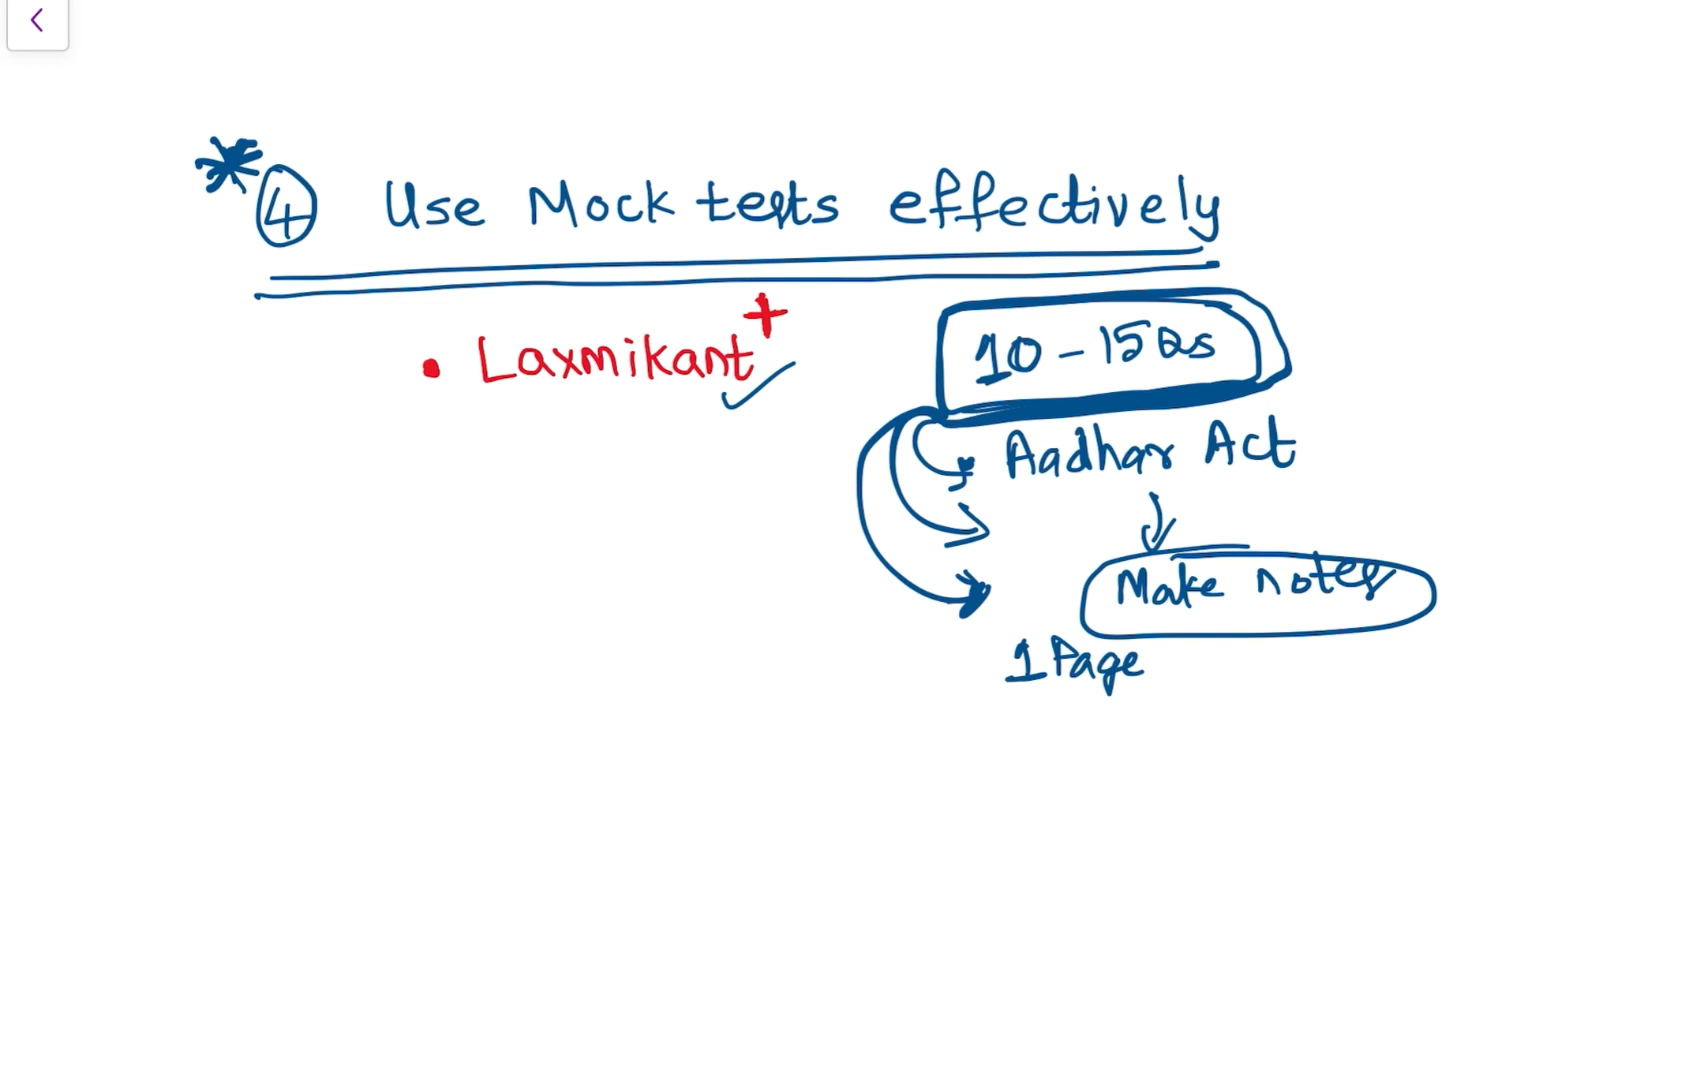 * 4 Use Mock tests effectively
• Laxmikant +
10-15 Qs
Aadhar Act
Make notes
1 Page